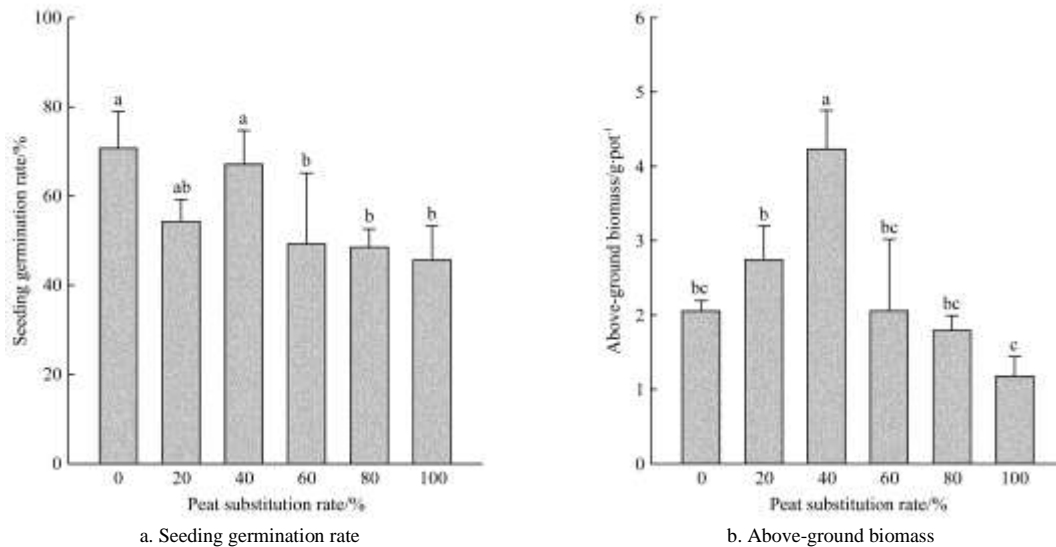 100
80
60
40
20
0
Seeding germination rate/%
a
ab
a
b
b
b
0 20 40 60 80 100
Peat substitution rate/%
a. Seeding germination rate
6
5
4
3
2
1
0
Above-ground biomass/g·pot⁻¹
bc
b
a
bc
bc
c
0 20 40 60 80 100
Peat substitution rate/%
b. Above-ground biomass